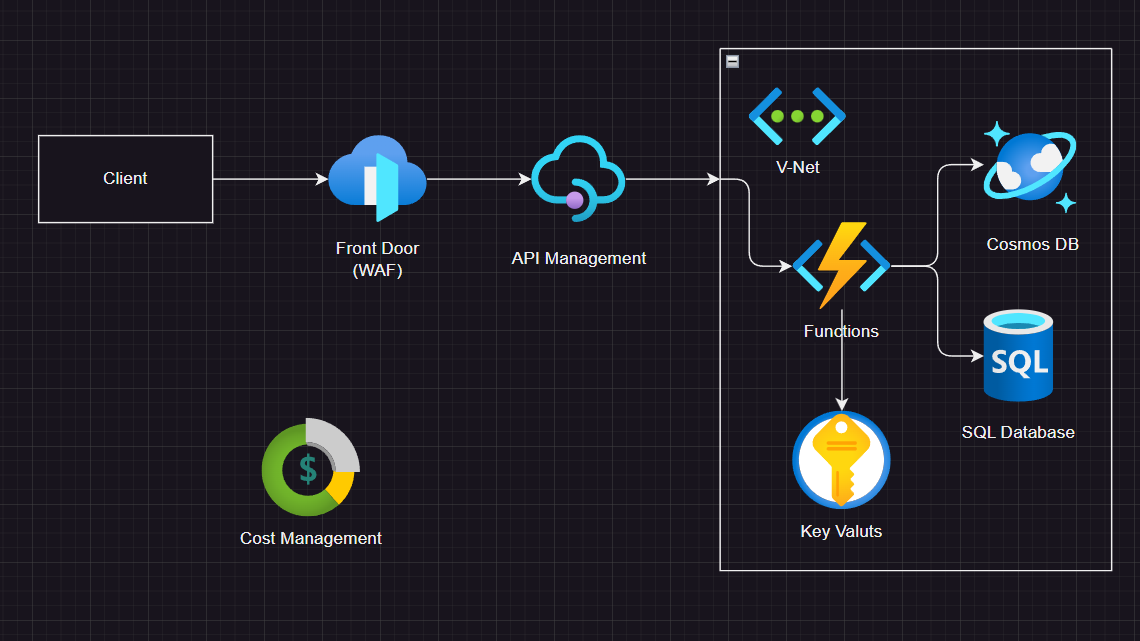 Client
Front Door
(WAF)
API Management
V-Net
Functions
Cosmos DB
SQL
SQL Database
Key Valuts
$
Cost Management